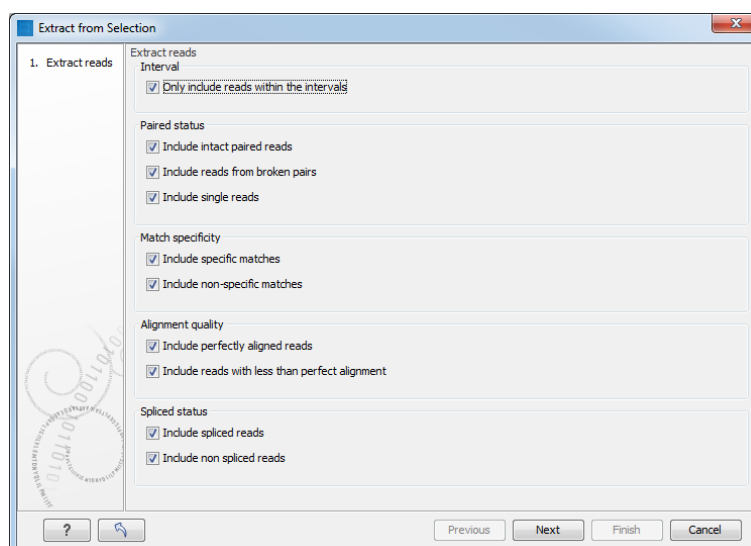 Extract from Selection
1. Extract reads
Extract reads
Interval
Only include reads within the intervals
Paired status
Include intact paired reads
Include reads from broken pairs
Include single reads
Match specificity
Include specific matches
Include non-specific matches
Alignment quality
Include perfectly aligned reads
Include reads with less than perfect alignment
Spliced status
Include spliced reads
Include non spliced reads
?
Previous
Next
Finish
Cancel